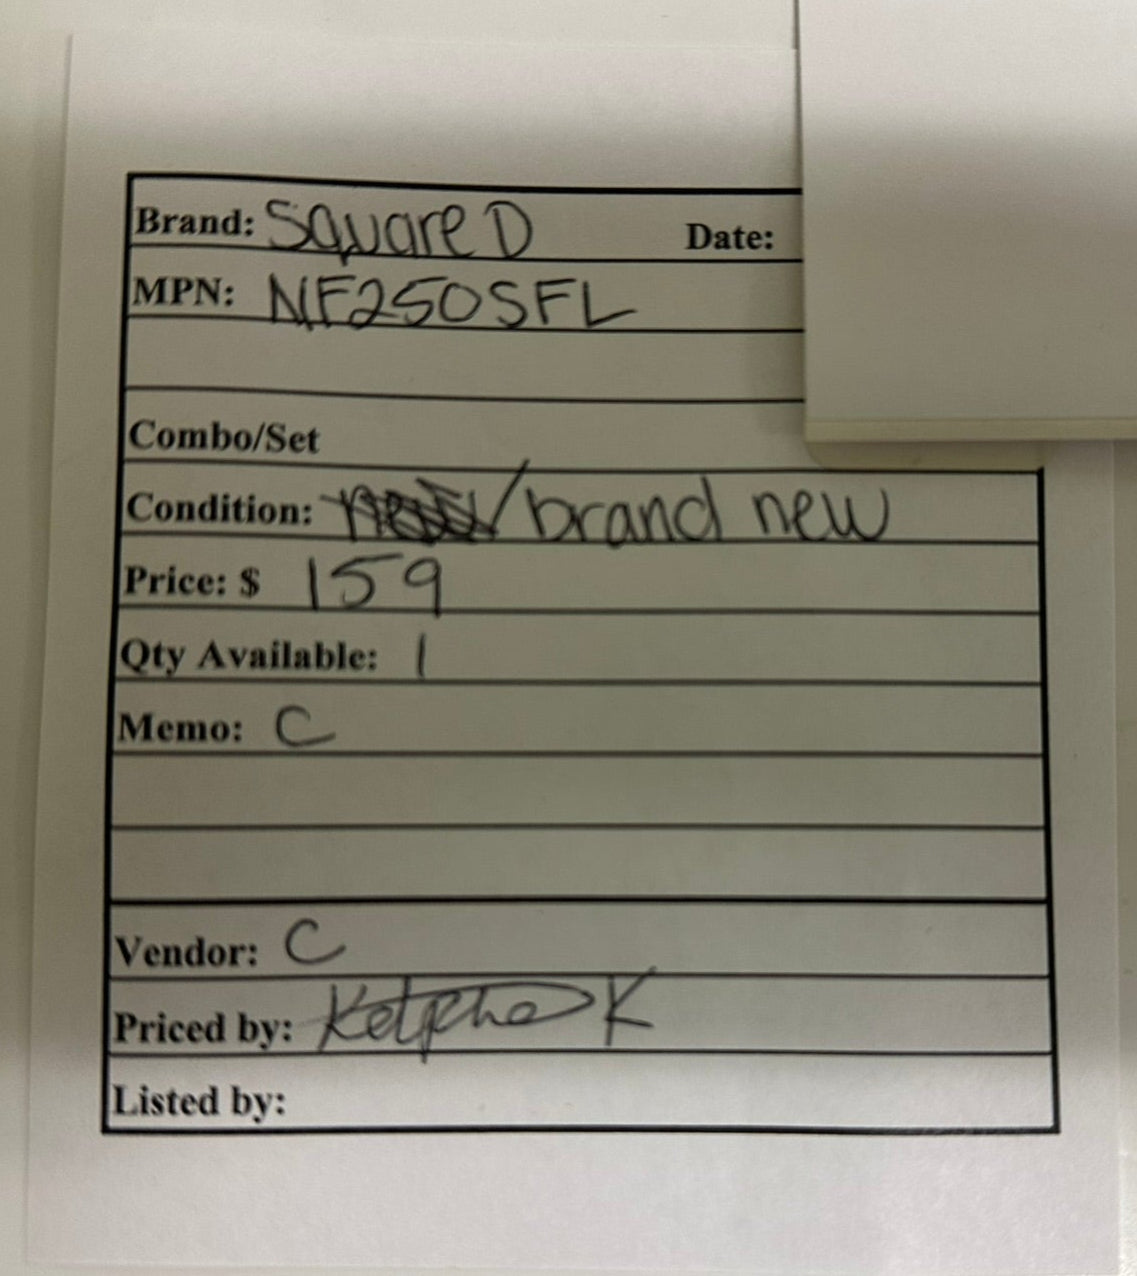 Brand: Square D Date:
MPN: NF250SFL
Combo/Set
Condition: / brand new
Price: $ 159
Qty Available: 1
Memo: C
Vendor: C
Priced by: K
Listed by: